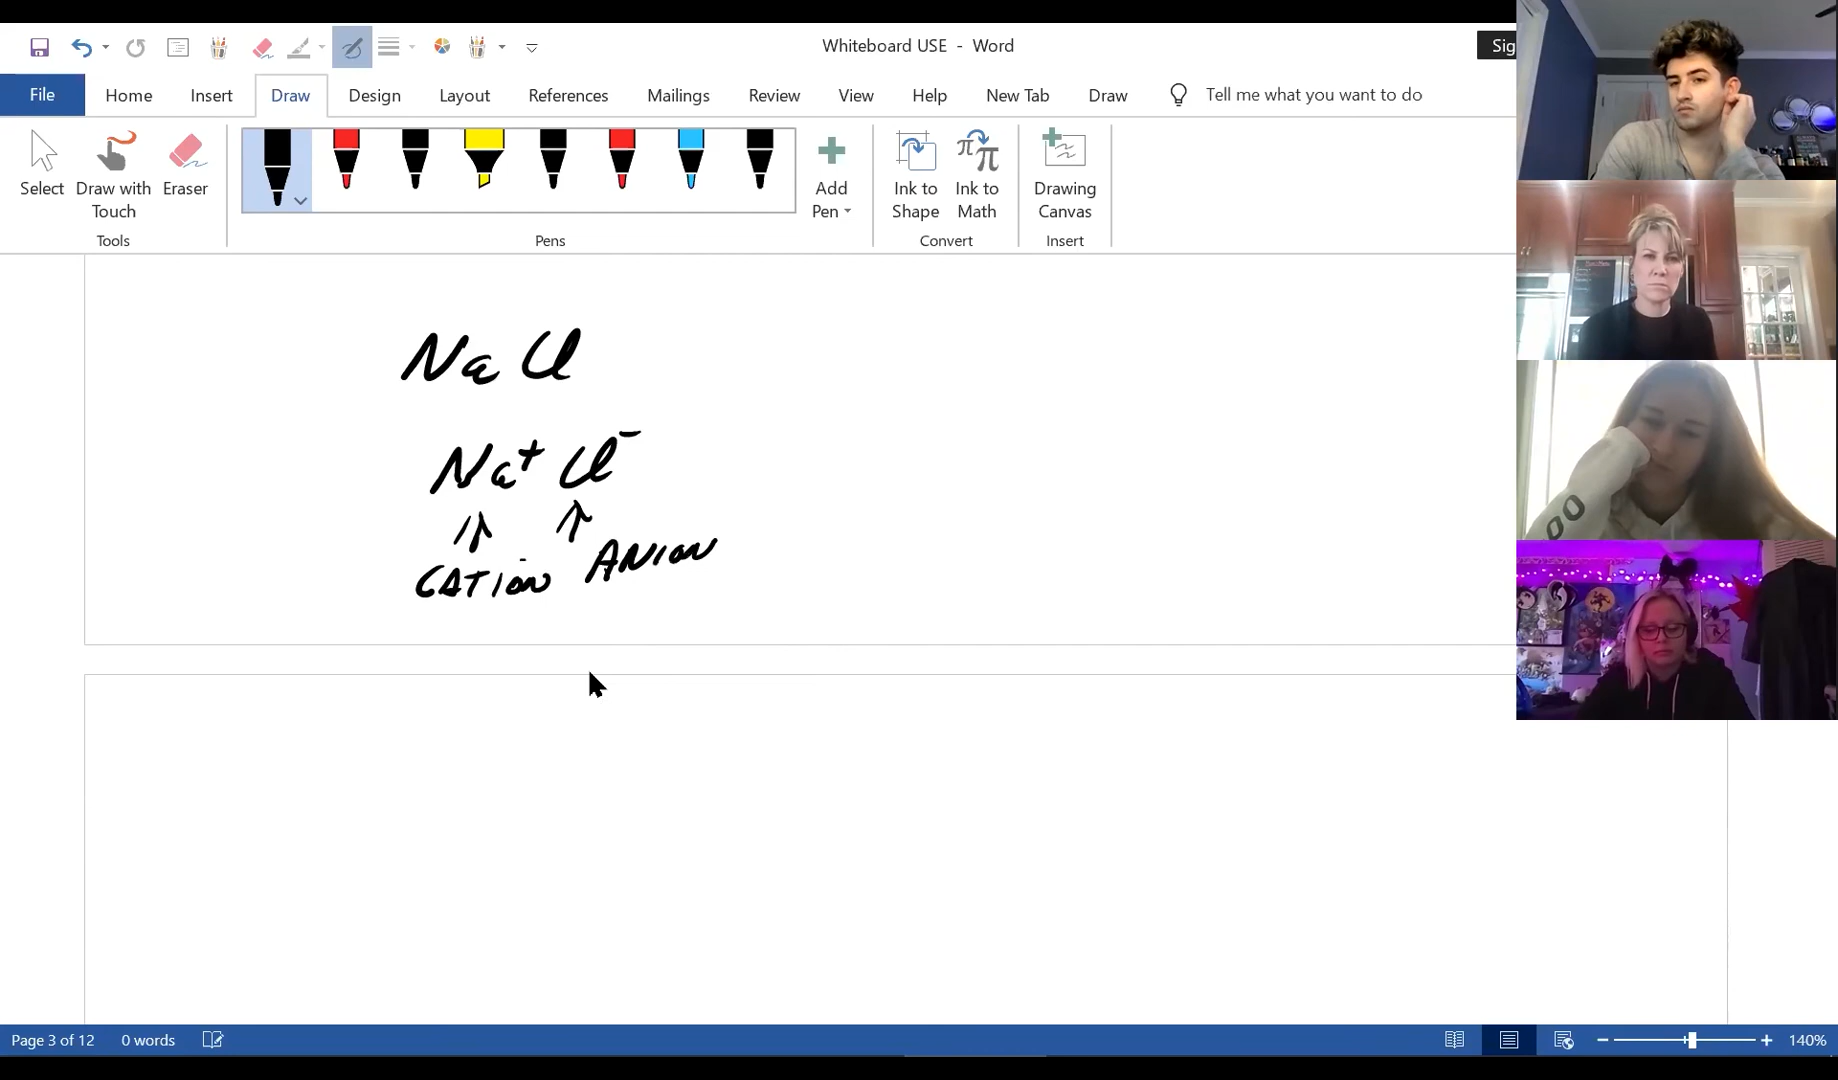 Whiteboard USE - Word
Sig
File Home Insert Draw Design Layout References Mailings Review View Help New Tab Draw Tell me what you want to do
Select Draw with Touch Eraser
Add Pen
Ink to Shape Ink to Math
Drawing Canvas
Tools Pens Convert Insert
NaCl
Na+ Cl-
CATION ANION
Page 3 of 12 0 words 140%